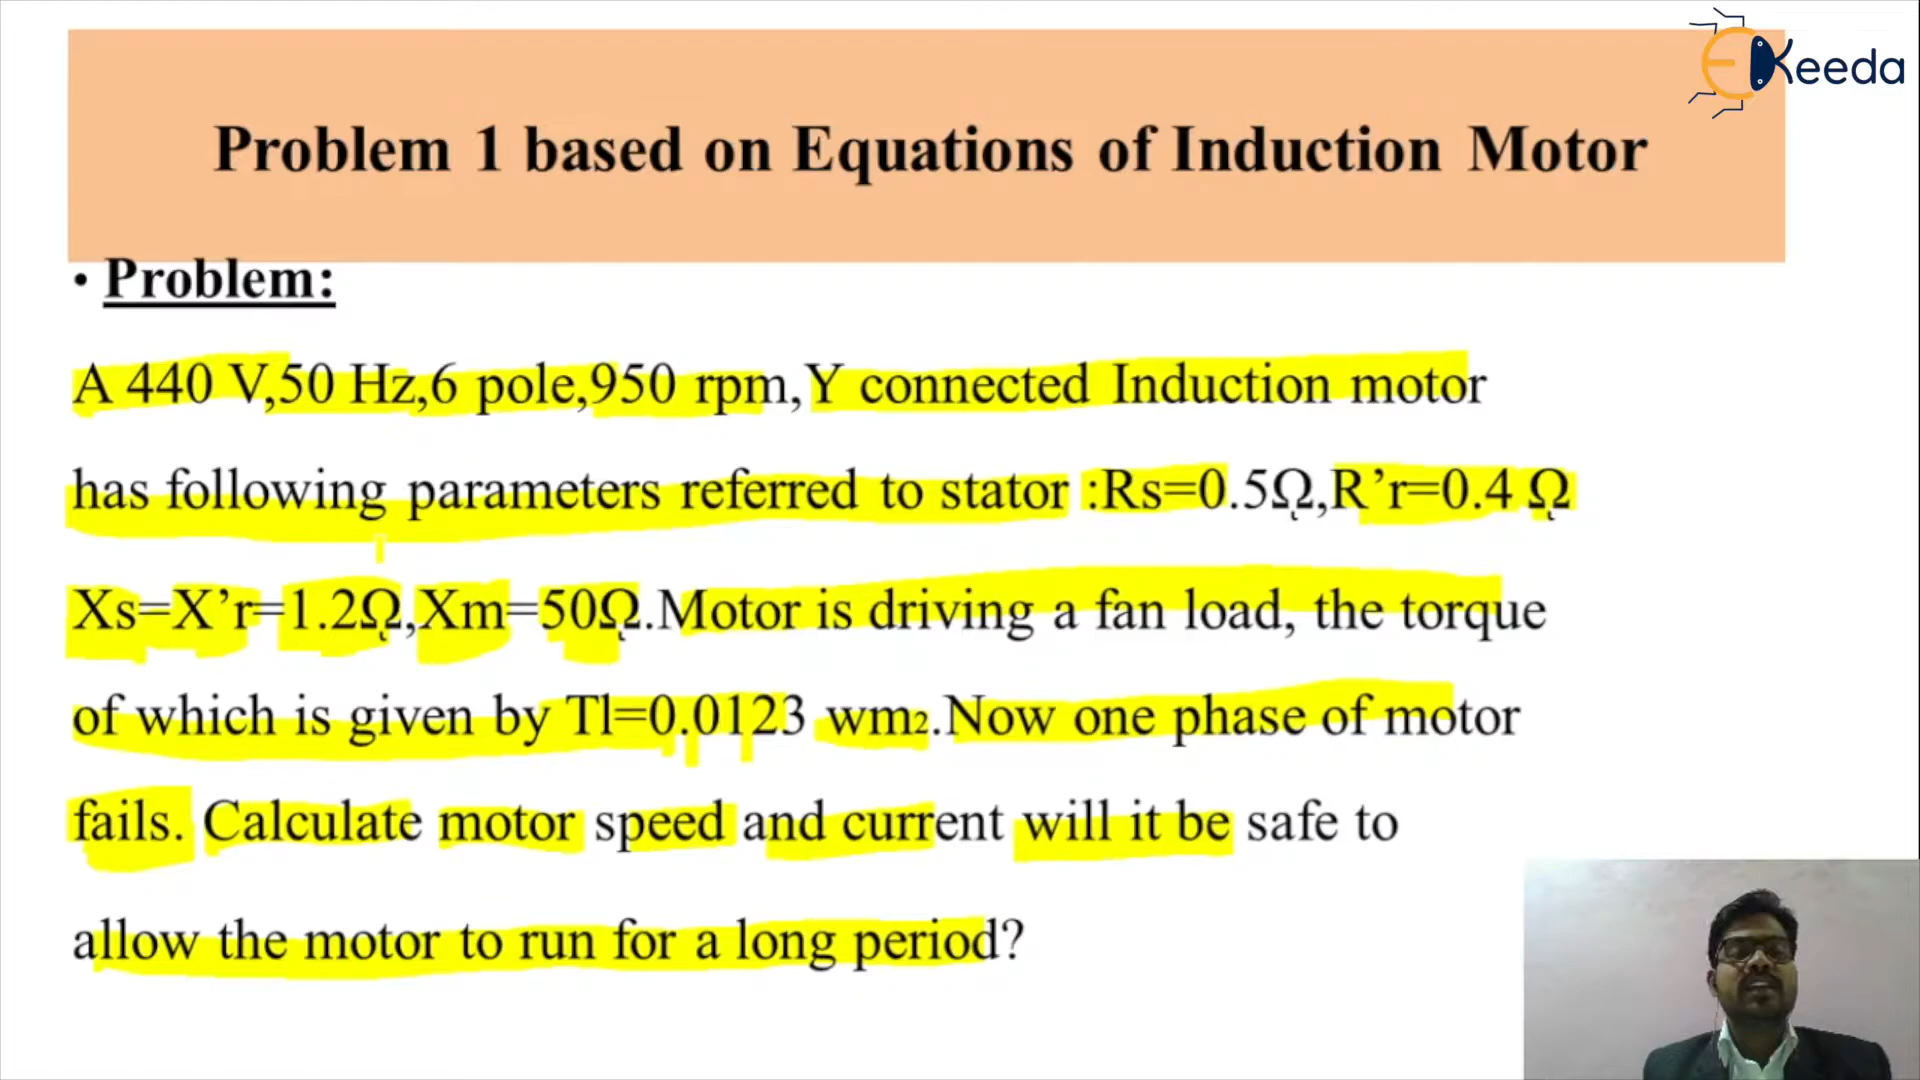 EKeeda
Problem 1 based on Equations of Induction Motor
• Problem:
A 440 V,50 Hz,6 pole,950 rpm,Y connected Induction motor
has following parameters referred to stator :Rs=0.5Ω,R’r=0.4 Ω
Xs=X’r=1.2Ω,Xm=50Ω.Motor is driving a fan load, the torque
of which is given by Tl=0.0123 wm2.Now one phase of motor
fails. Calculate motor speed and current will it be safe to
allow the motor to run for a long period?